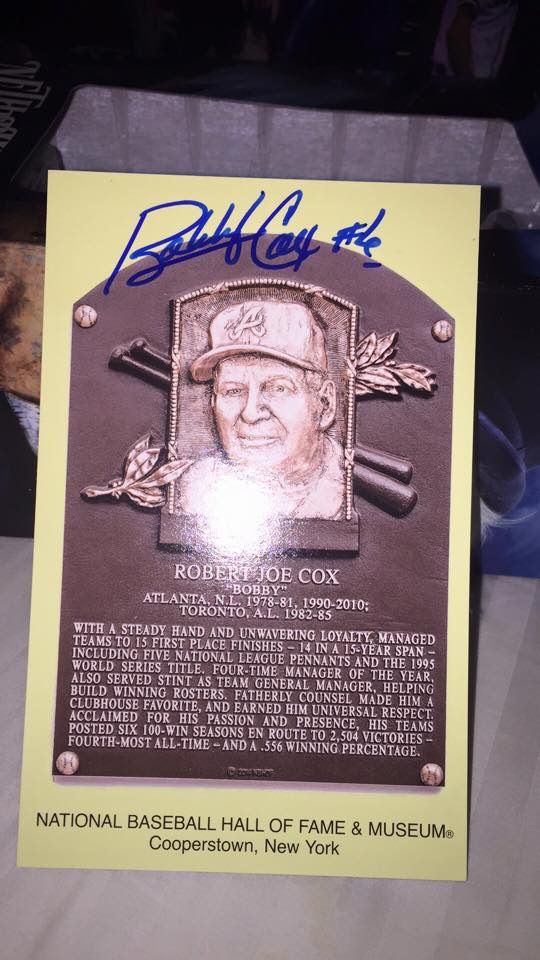 Bobby Cox #6
ROBERT JOE COX
"BOBBY"
ATLANTA, N.L. 1978-81, 1990-2010;
TORONTO, A.L. 1982-85
WITH A STEADY HAND AND UNWAVERING LOYALTY, MANAGED
TEAMS TO 15 FIRST PLACE FINISHES – 14 IN A 15-YEAR SPAN –
INCLUDING FIVE NATIONAL LEAGUE PENNANTS AND THE 1995
WORLD SERIES TITLE. FOUR-TIME MANAGER OF THE YEAR,
ALSO SERVED STINT AS TEAM GENERAL MANAGER, HELPING
BUILD WINNING ROSTERS. FATHERLY COUNSEL MADE HIM A
CLUBHOUSE FAVORITE, AND EARNED HIM UNIVERSAL RESPECT.
ACCLAIMED FOR HIS PASSION AND PRESENCE, HIS TEAMS
POSTED SIX 100-WIN SEASONS EN ROUTE TO 2,504 VICTORIES –
FOURTH-MOST ALL-TIME – AND A .556 WINNING PERCENTAGE.
© 2014 NBHOF
NATIONAL BASEBALL HALL OF FAME & MUSEUM®
Cooperstown, New York